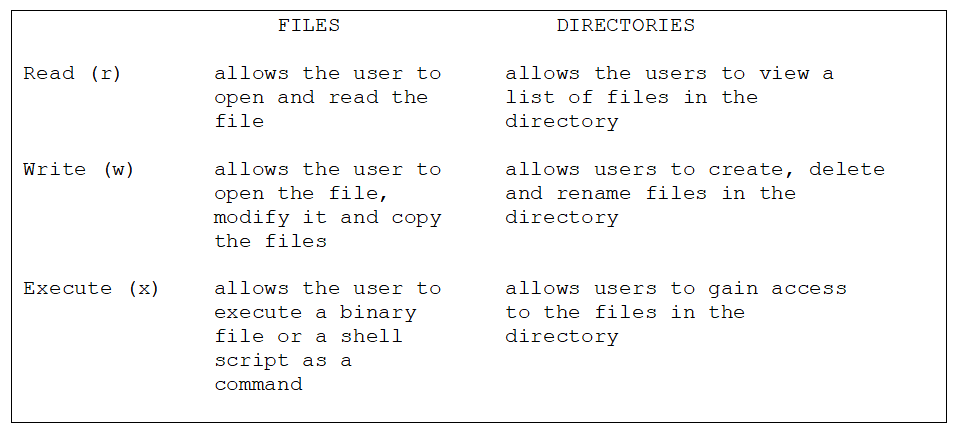 FILES DIRECTORIES
Read (r) allows the user to allows the users to view a
open and read the list of files in the
file directory
Write (w) allows the user to allows users to create, delete
open the file, and rename files in the
modify it and copy directory
the files
Execute (x) allows the user to allows users to gain access
execute a binary to the files in the
file or a shell directory
script as a
command